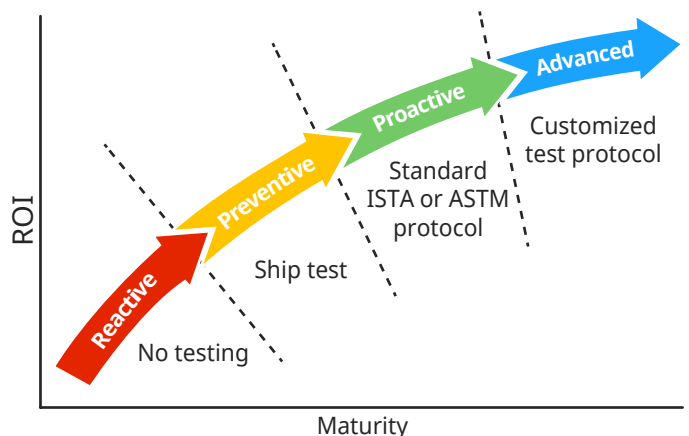 Advanced
Proactive
Customized
test protocol
Preventive
Standard
ISTA or ASTM
protocol
ROI
Ship test
Reactive
No testing
Maturity